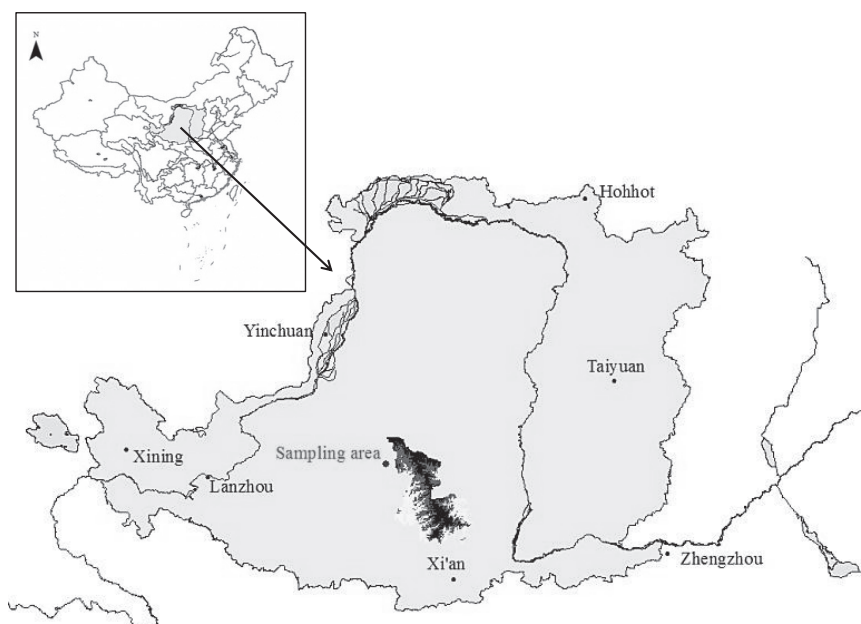 N
Hohhot
Yinchuan
Taiyuan
Sampling area
Xining
Lanzhou
Xi'an
Zhengzhou